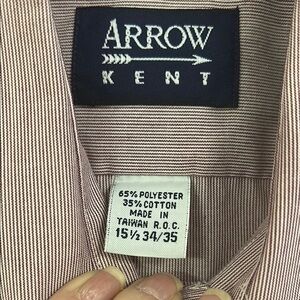 ARROW
KENT
65% POLYESTER
35% COTTON
MADE IN
TAIWAN R.O.C.
15½ 34/35